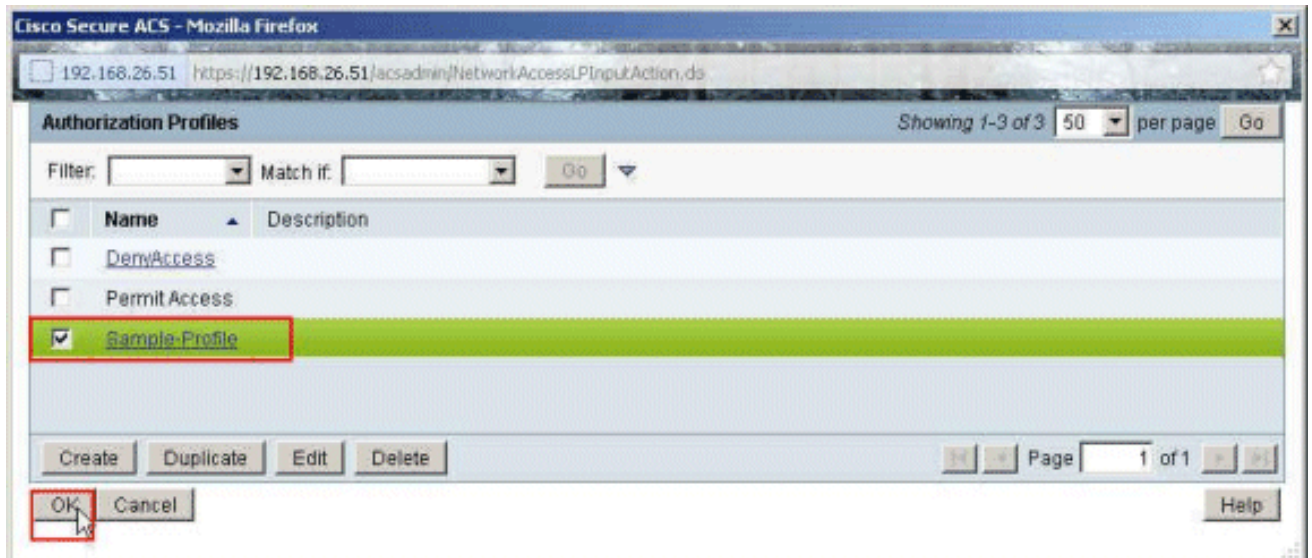 Cisco Secure ACS - Mozilla Firefox
192.168.26.51 https://192.168.26.51/acsadmin/NetworkAccessLPInputAction.do
Authorization Profiles Showing 1-3 of 3 50 per page Go
Filter: Match if: Go
Name Description
DenyAccess
Permit Access
Sample-Profile
Create Duplicate Edit Delete Page 1 of 1
OK Cancel Help